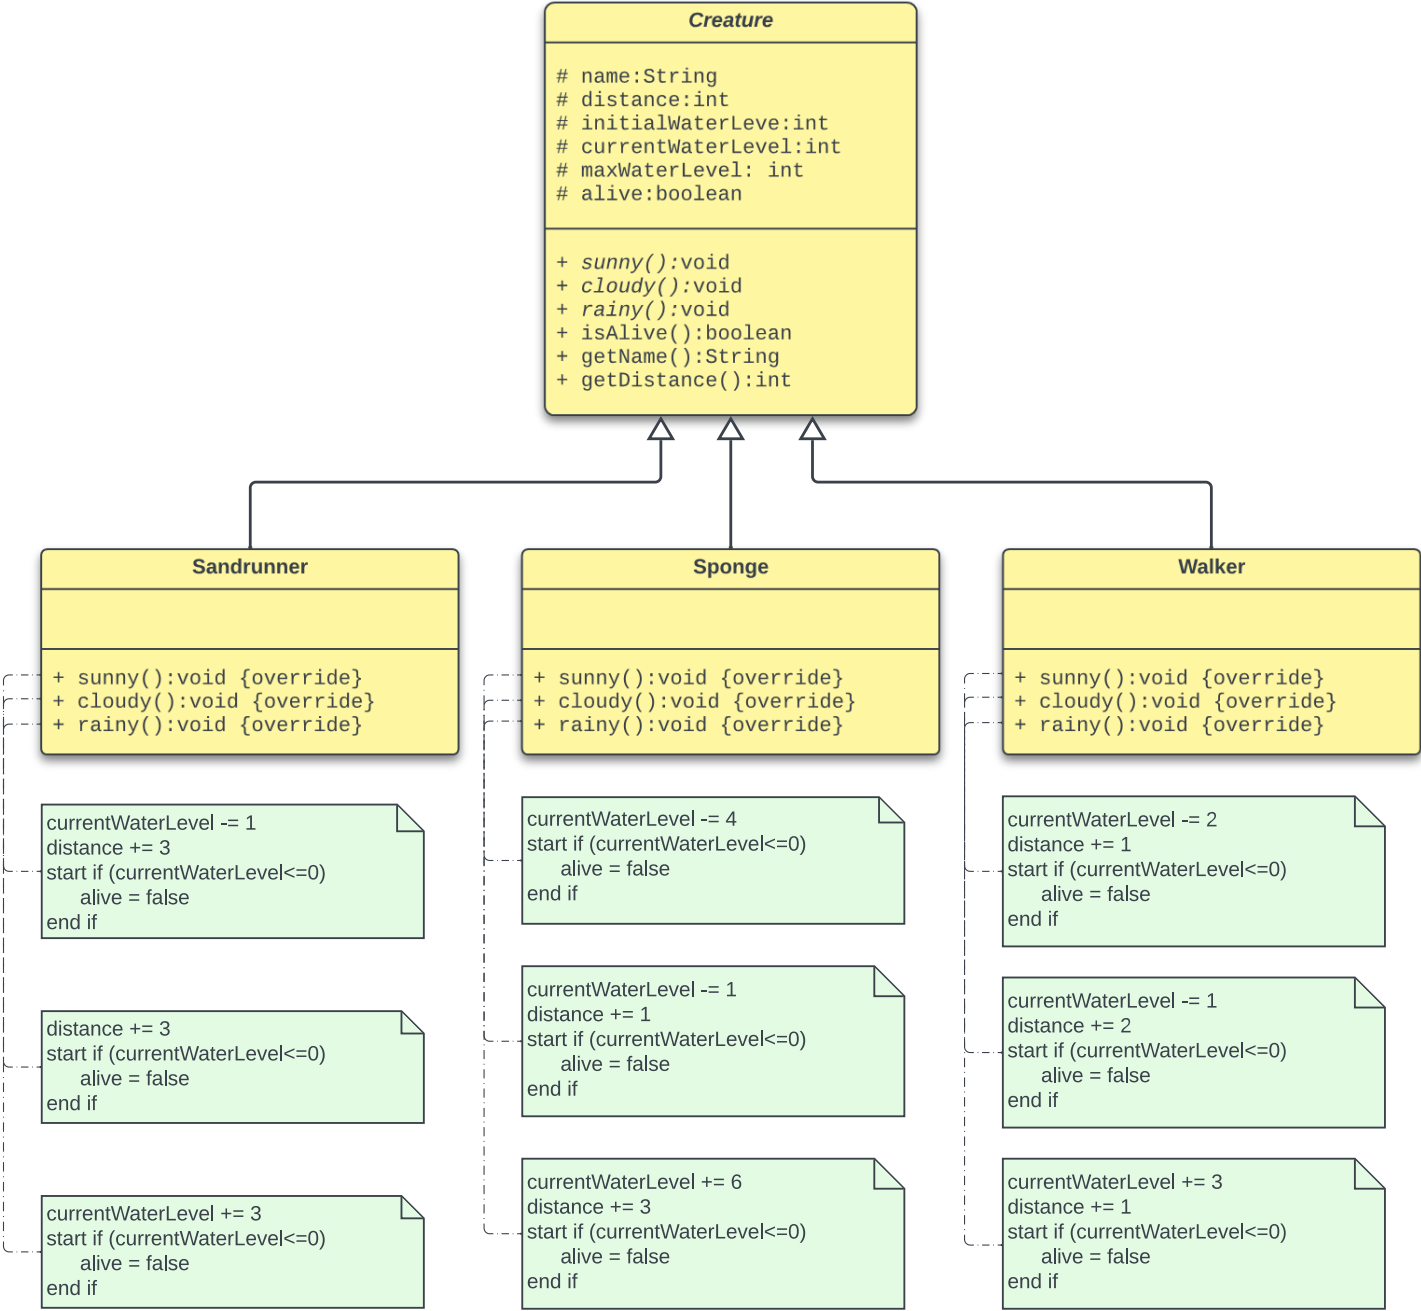 Creature
# name:String
# distance:int
# initialWaterLeve:int
# currentWaterLevel:int
# maxWaterLevel: int
# alive:boolean
+ sunny():void
+ cloudy():void
+ rainy():void
+ isAlive():boolean
+ getName():String
+ getDistance():int
Sandrunner
+ sunny():void {override}
+ cloudy():void {override}
+ rainy():void {override}
currentWaterLevel -= 1
distance += 3
start if (currentWaterLevel<=0)
alive = false
end if
distance += 3
start if (currentWaterLevel<=0)
alive = false
end if
currentWaterLevel += 3
start if (currentWaterLevel<=0)
alive = false
end if
Sponge
+ sunny():void {override}
+ cloudy():void {override}
+ rainy():void {override}
currentWaterLevel -= 4
start if (currentWaterLevel<=0)
alive = false
end if
currentWaterLevel -= 1
distance += 1
start if (currentWaterLevel<=0)
alive = false
end if
currentWaterLevel += 6
distance += 3
start if (currentWaterLevel<=0)
alive = false
end if
Walker
+ sunny():void {override}
+ cloudy():void {override}
+ rainy():void {override}
currentWaterLevel -= 2
distance += 1
start if (currentWaterLevel<=0)
alive = false
end if
currentWaterLevel -= 1
distance += 2
start if (currentWaterLevel<=0)
alive = false
end if
currentWaterLevel += 3
distance += 1
start if (currentWaterLevel<=0)
alive = false
end if